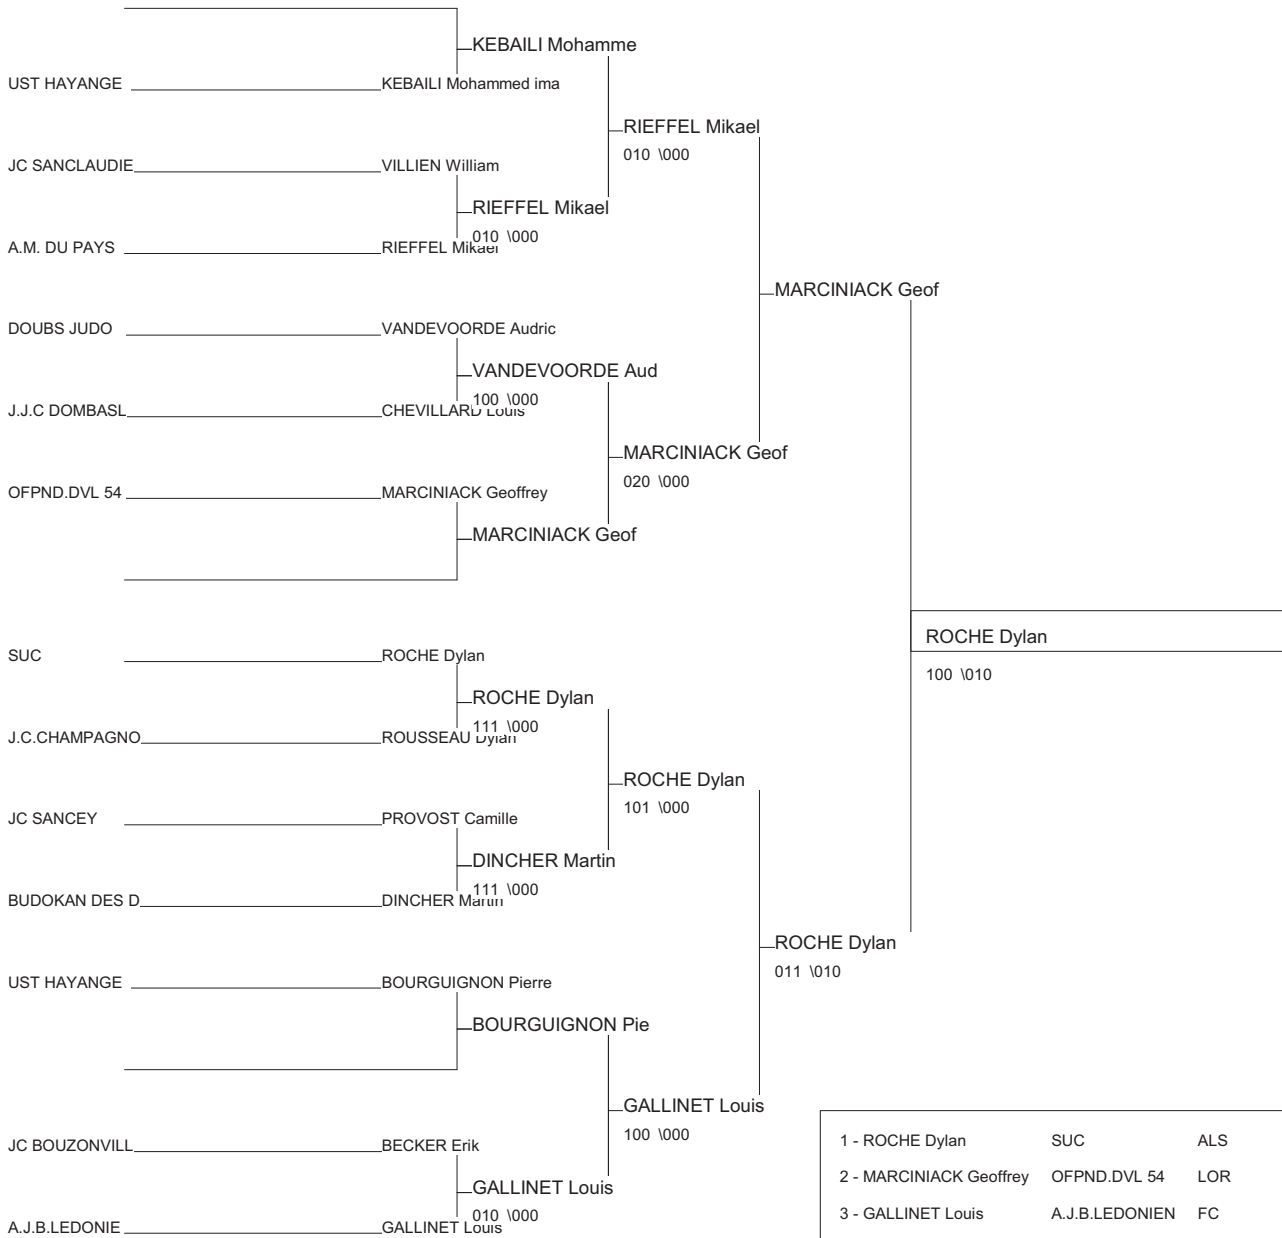 KEBAILI Mohamme
UST HAYANGE KEBAILI Mohammed ima
RIEFFEL Mikael
010 \000
JC SANCLAUDIE VILLIEN William
RIEFFEL Mikael
010 \000
A.M. DU PAYS RIEFFEL Mikael
MARCINIACK Geof
DOUBS JUDO VANDEVOORDE Audric
VANDEVOORDE Aud
100 \000
J.J.C DOMBASL CHEVILLARD Louis
MARCINIACK Geof
020 \000
OFPND.DVL 54 MARCINIACK Geoffrey
MARCINIACK Geof
ROCHE Dylan
100 \010
SUC ROCHE Dylan
ROCHE Dylan
111 \000
J.C.CHAMPAGNO ROUSSEAU Dylan
ROCHE Dylan
101 \000
JC SANCEY PROVOST Camille
DINCHER Martin
111 \000
BUDOKAN DES D DINCHER Martin
ROCHE Dylan
011 \010
UST HAYANGE BOURGUIGNON Pierre
BOURGUIGNON Pie
GALLINET Louis
100 \000
JC BOUZONVILL BECKER Erik
GALLINET Louis
010 \000
A.J.B.LEDONIE GALLINET Louis
1 - ROCHE Dylan SUC ALS
2 - MARCINIACK Geoffrey OFPND.DVL 54 LOR
3 - GALLINET Louis A.J.B.LEDONIEN FC